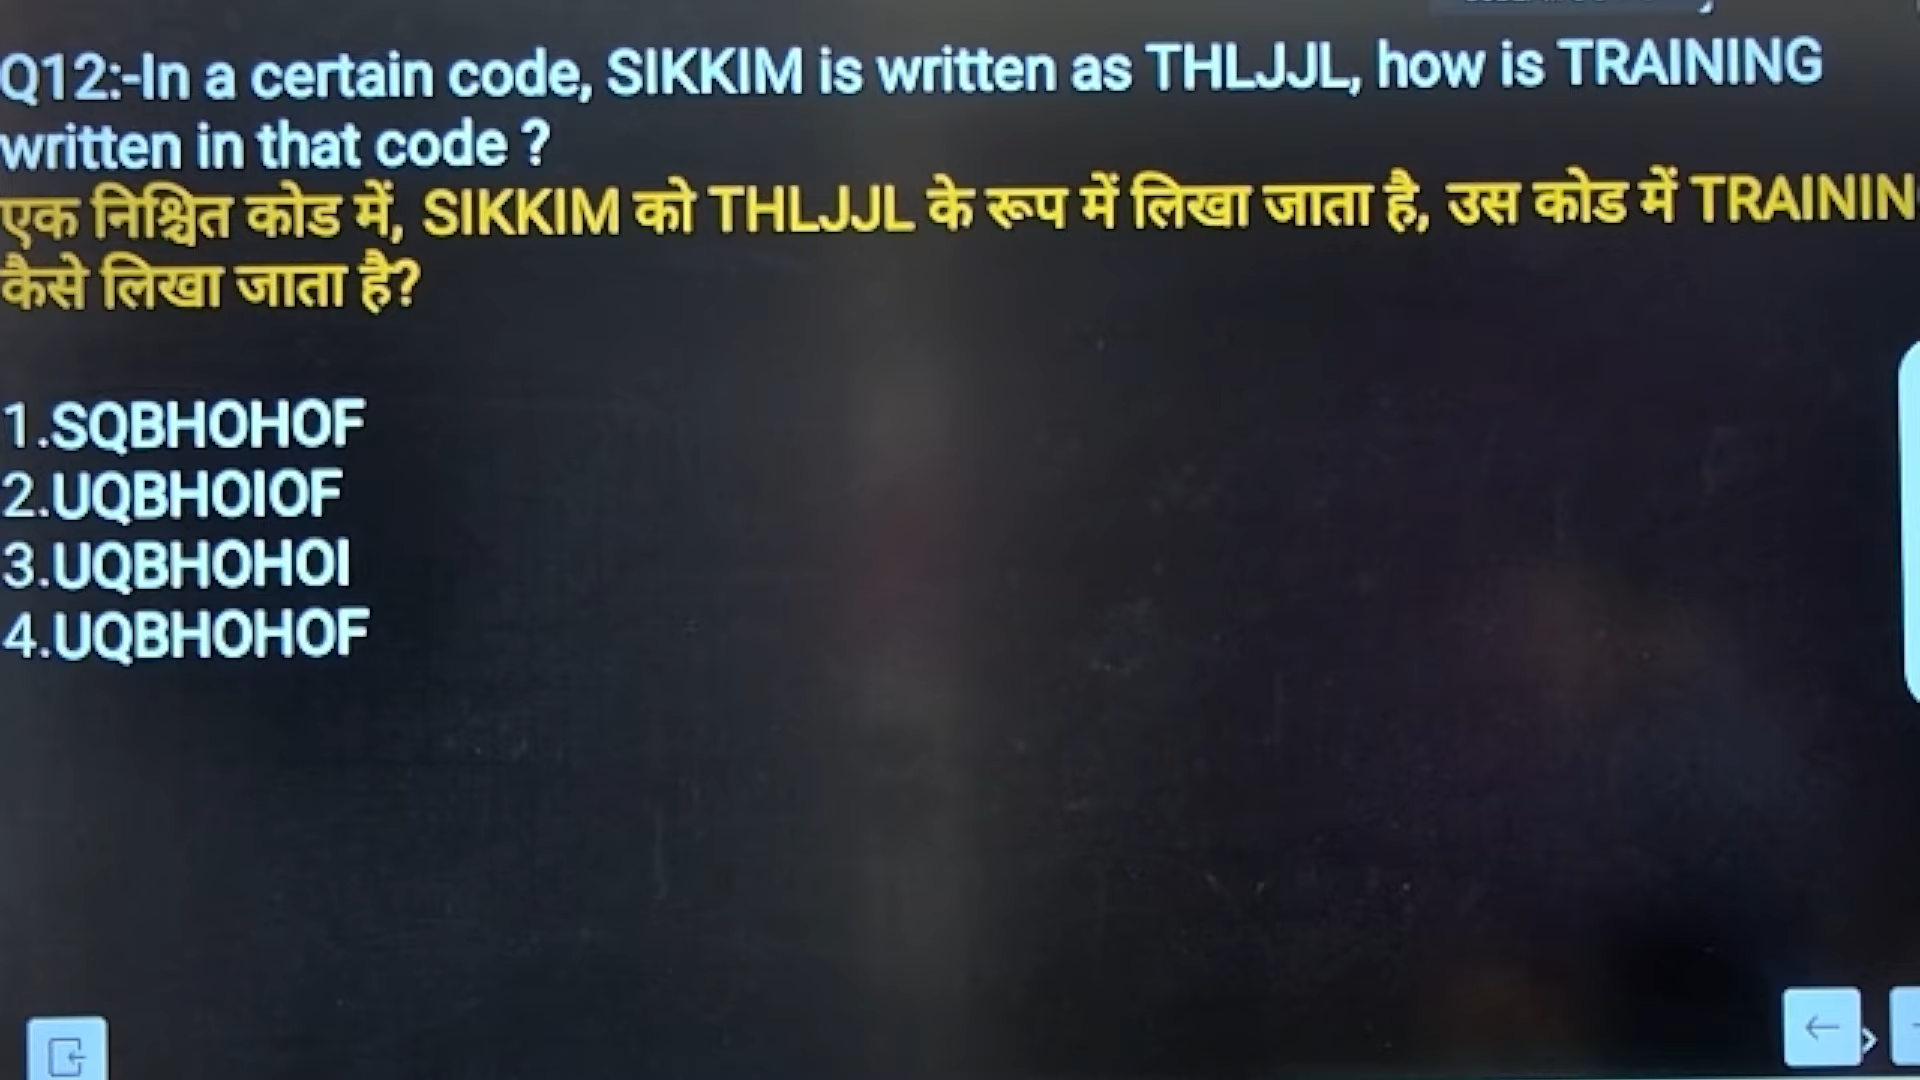 Q12:-In a certain code, SIKKIM is written as THLJJL, how is TRAINING
written in that code ?
एक निश्चित कोड में, SIKKIM को THLJJL के रूप में लिखा जाता है, उस कोड में TRAININ
कैसे लिखा जाता है?
1.SQBHOHOF
2.UQBHOIOF
3.UQBHOHOI
4.UQBHOHOF